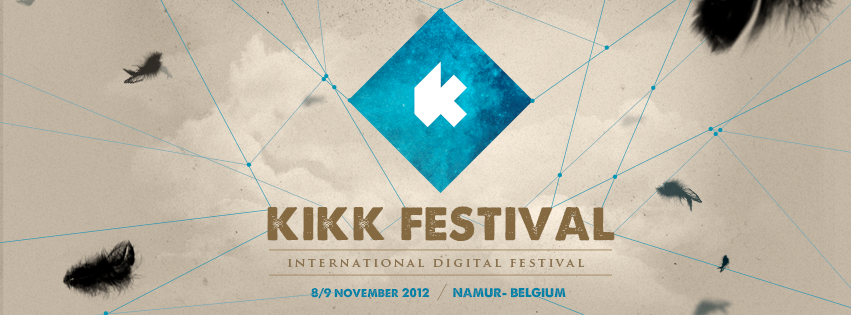 K
KIKK FESTIVAL
INTERNATIONAL DIGITAL FESTIVAL
8/9 NOVEMBER 2012 / NAMUR- BELGIUM